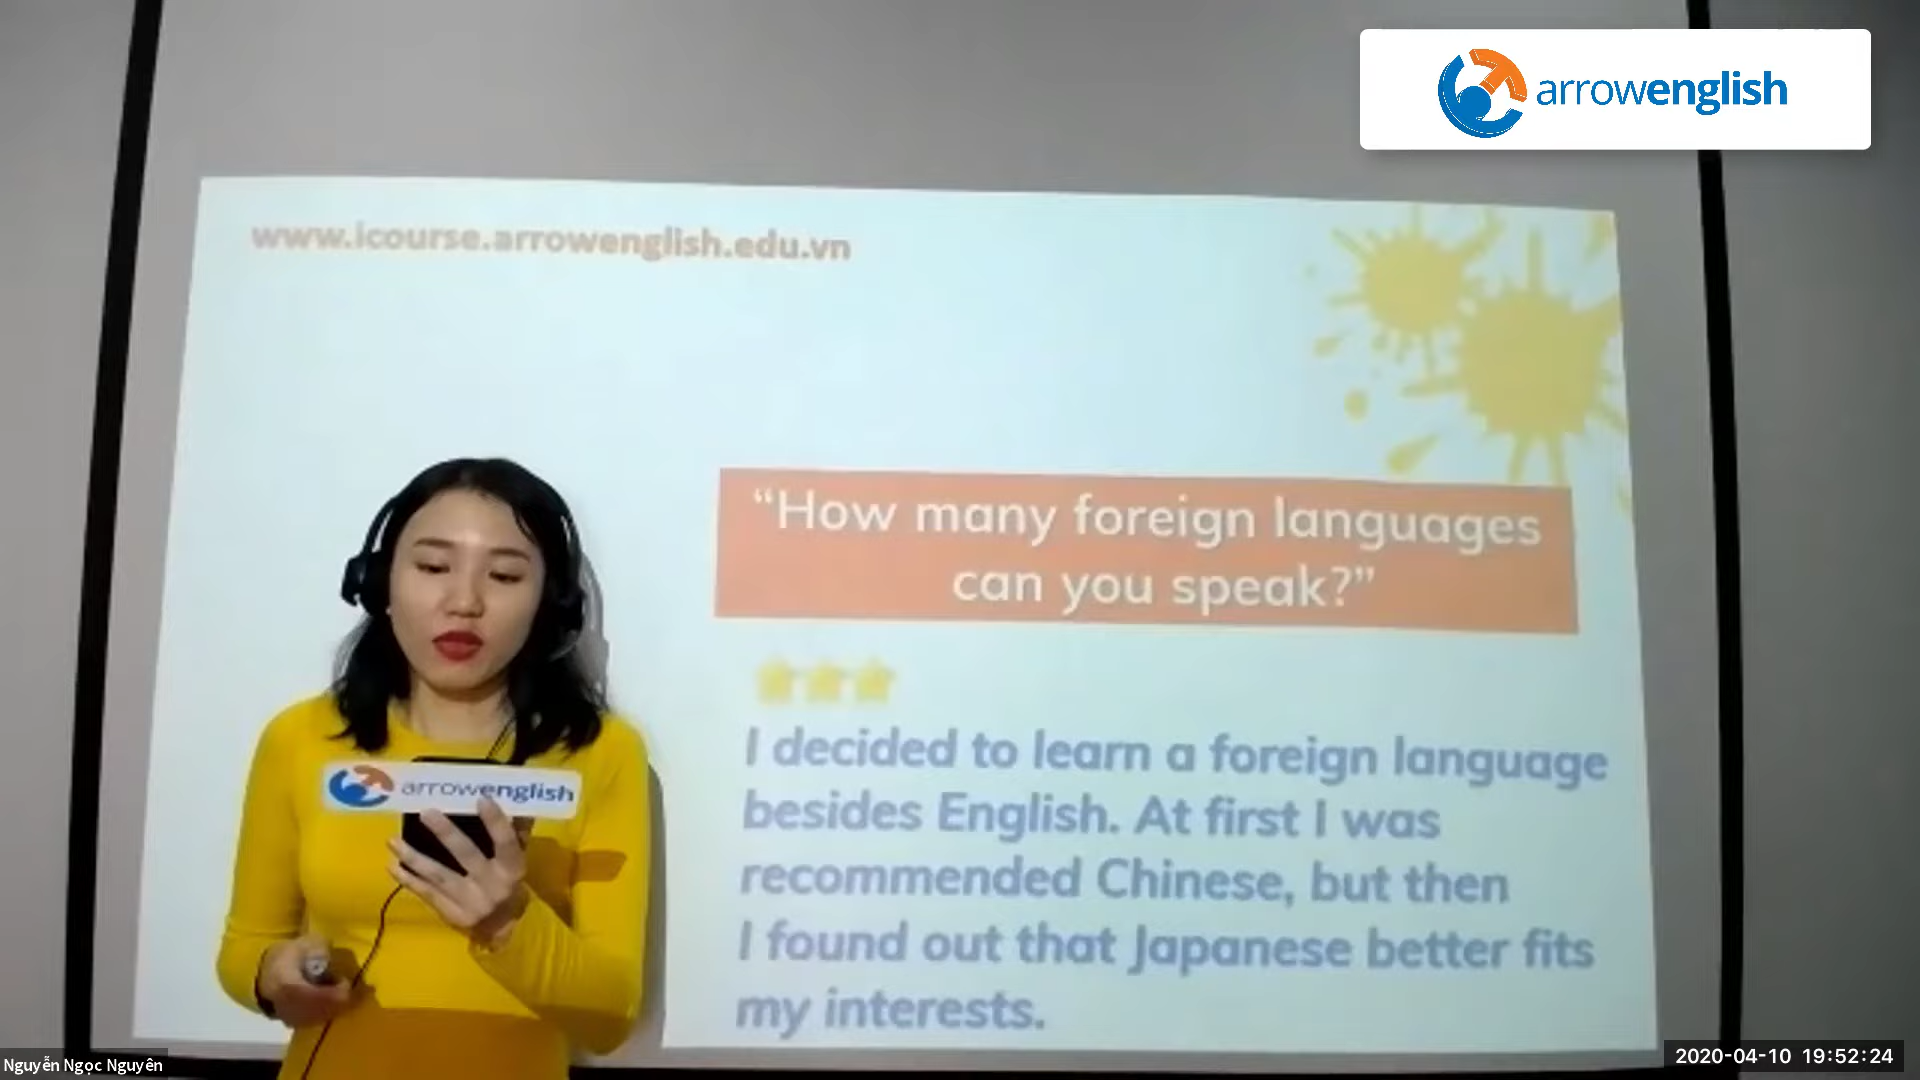 arrowenglish
www.icourse.arrowenglish.edu.vn
“How many foreign languages
can you speak?”
I decided to learn a foreign language
besides English. At first I was
recommended Chinese, but then
I found out that Japanese better fits
my interests.
arrowenglish
Nguyễn Ngọc Nguyên
2020-04-10 19:52:24